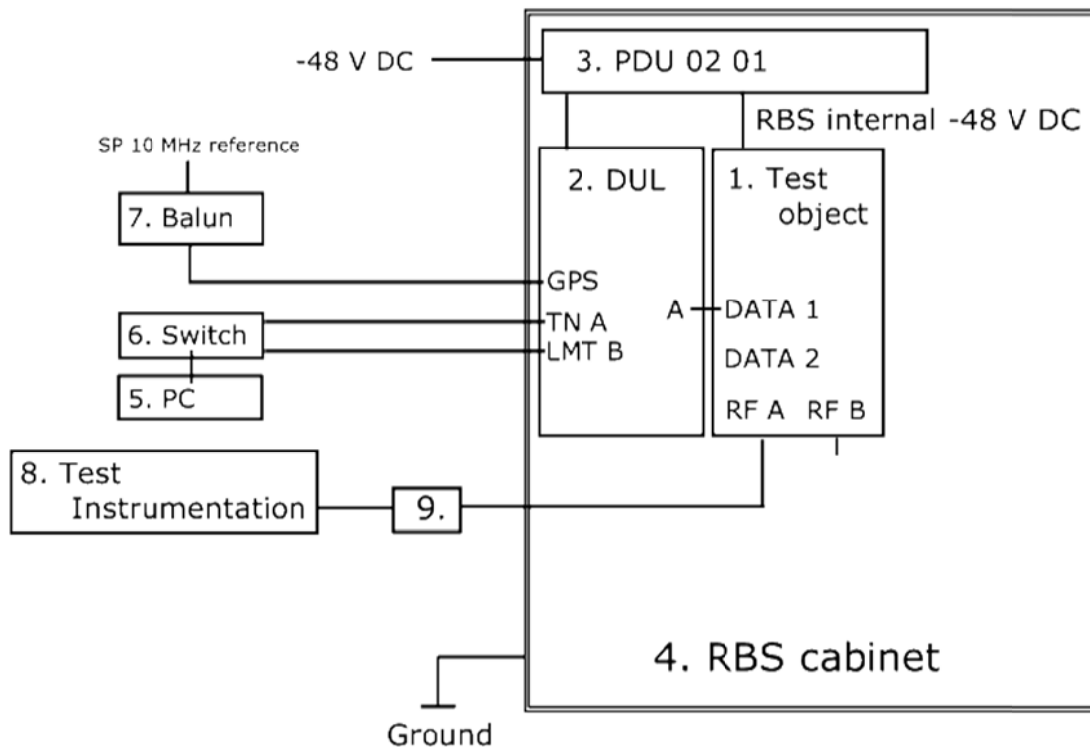 -48 V DC
3. PDU 02 01
RBS internal -48 V DC
SP 10 MHz reference
7. Balun
2. DUL
1. Test
object
GPS
6. Switch
TN A
LMT B
A
DATA 1
DATA 2
5. PC
RF A RF B
8. Test
Instrumentation
9.
4. RBS cabinet
Ground